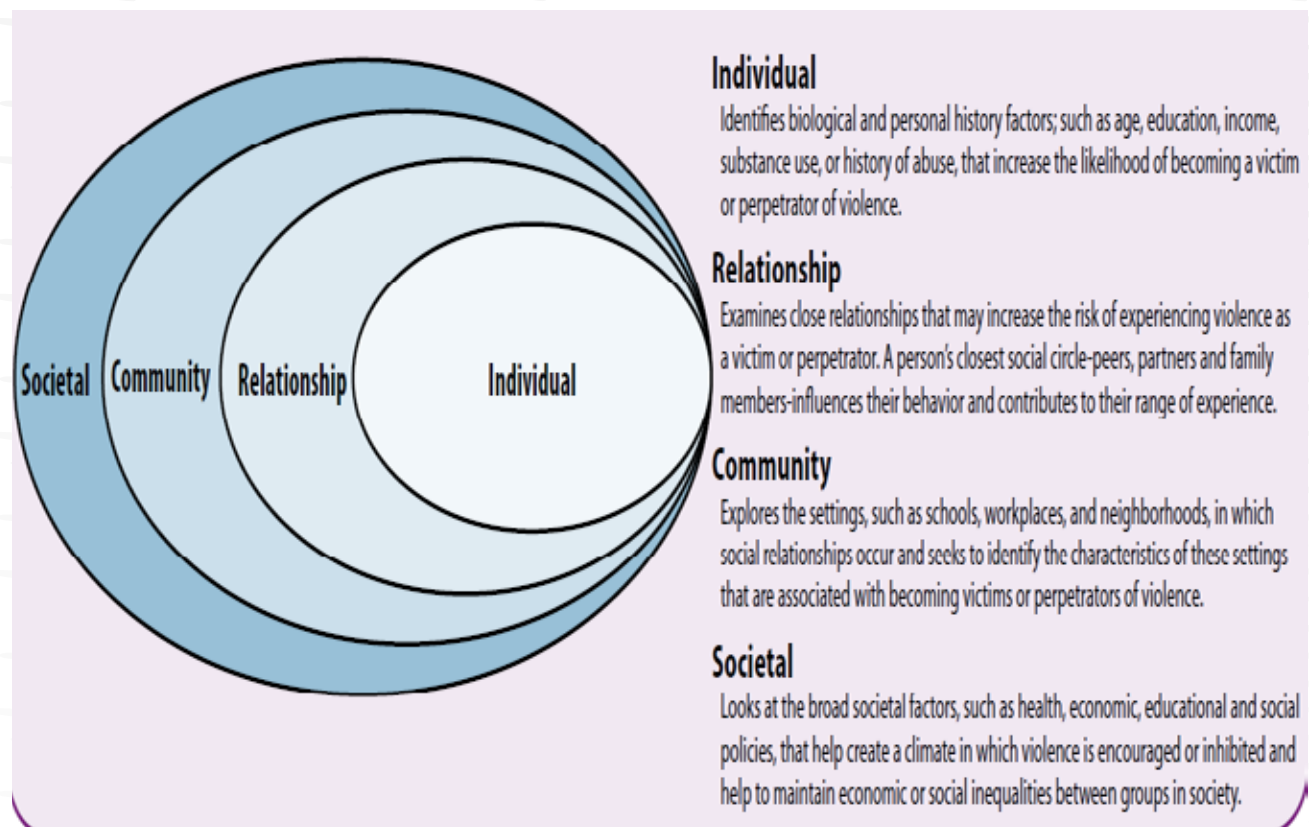 Societal
Community
Relationship
Individual
Individual
Identifies biological and personal history factors; such as age, education, income,
substance use, or history of abuse, that increase the likelihood of becoming a victim
or perpetrator of violence.
Relationship
Examines close relationships that may increase the risk of experiencing violence as
a victim or perpetrator. A person's closest social circle-peers, partners and family
members-influences their behavior and contributes to their range of experience.
Community
Explores the settings, such as schools, workplaces, and neighborhoods, in which
social relationships occur and seeks to identify the characteristics of these settings
that are associated with becoming victims or perpetrators of violence.
Societal
Looks at the broad societal factors, such as health, economic, educational and social
policies, that help create a climate in which violence is encouraged or inhibited and
help to maintain economic or social inequalities between groups in society.